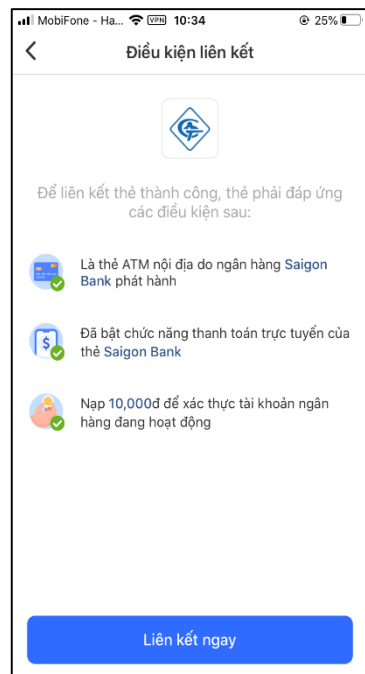 MobiFone - Ha... VPN 10:34 25%
Điều kiện liên kết
Để liên kết thẻ thành công, thẻ phải đáp ứng
các điều kiện sau:
Là thẻ ATM nội địa do ngân hàng Saigon
Bank phát hành
Đã bật chức năng thanh toán trực tuyến của
thẻ Saigon Bank
Nạp 10,000đ để xác thực tài khoản ngân
hàng đang hoạt động
Liên kết ngay